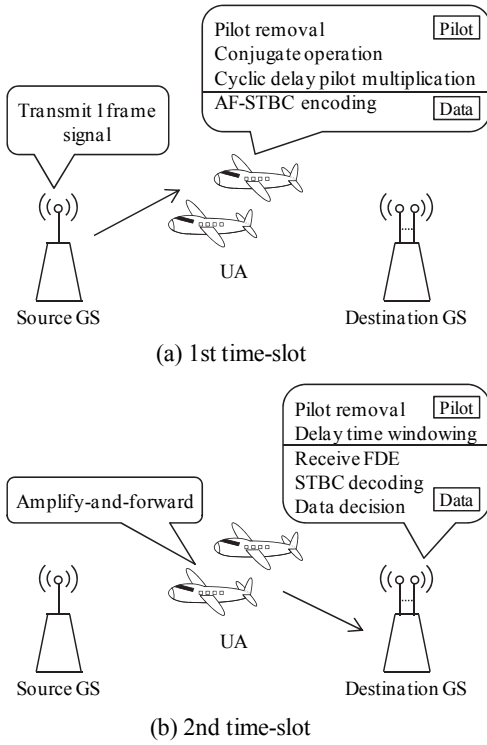 Pilot removal Pilot
Conjugate operation
Cyclic delay pilot multiplication
AF-STBC encoding Data
Transmit 1frame
signal
UA
Source GS
Destination GS
(a) 1st time-slot
Pilot removal Pilot
Delay time windowing
Receive FDE
STBC decoding
Data decision Data
Amplify-and-forward
UA
Source GS
Destination GS
(b) 2nd time-slot